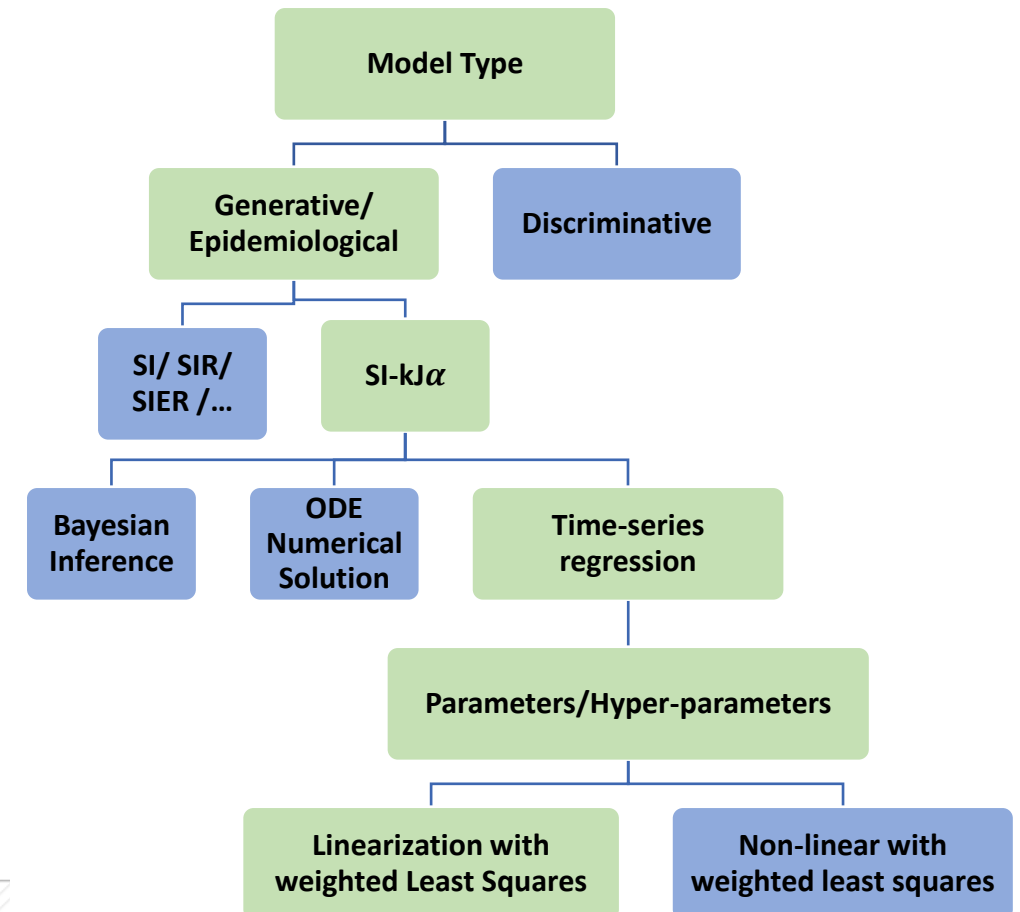 Model Type
Generative/
Epidemiological
Discriminative
SI/ SIR/
SIER /...
SI-kJα
Bayesian
Inference
ODE
Numerical
Solution
Time-series
regression
Parameters/Hyper-parameters
Linearization with
weighted Least Squares
Non-linear with
weighted least squares